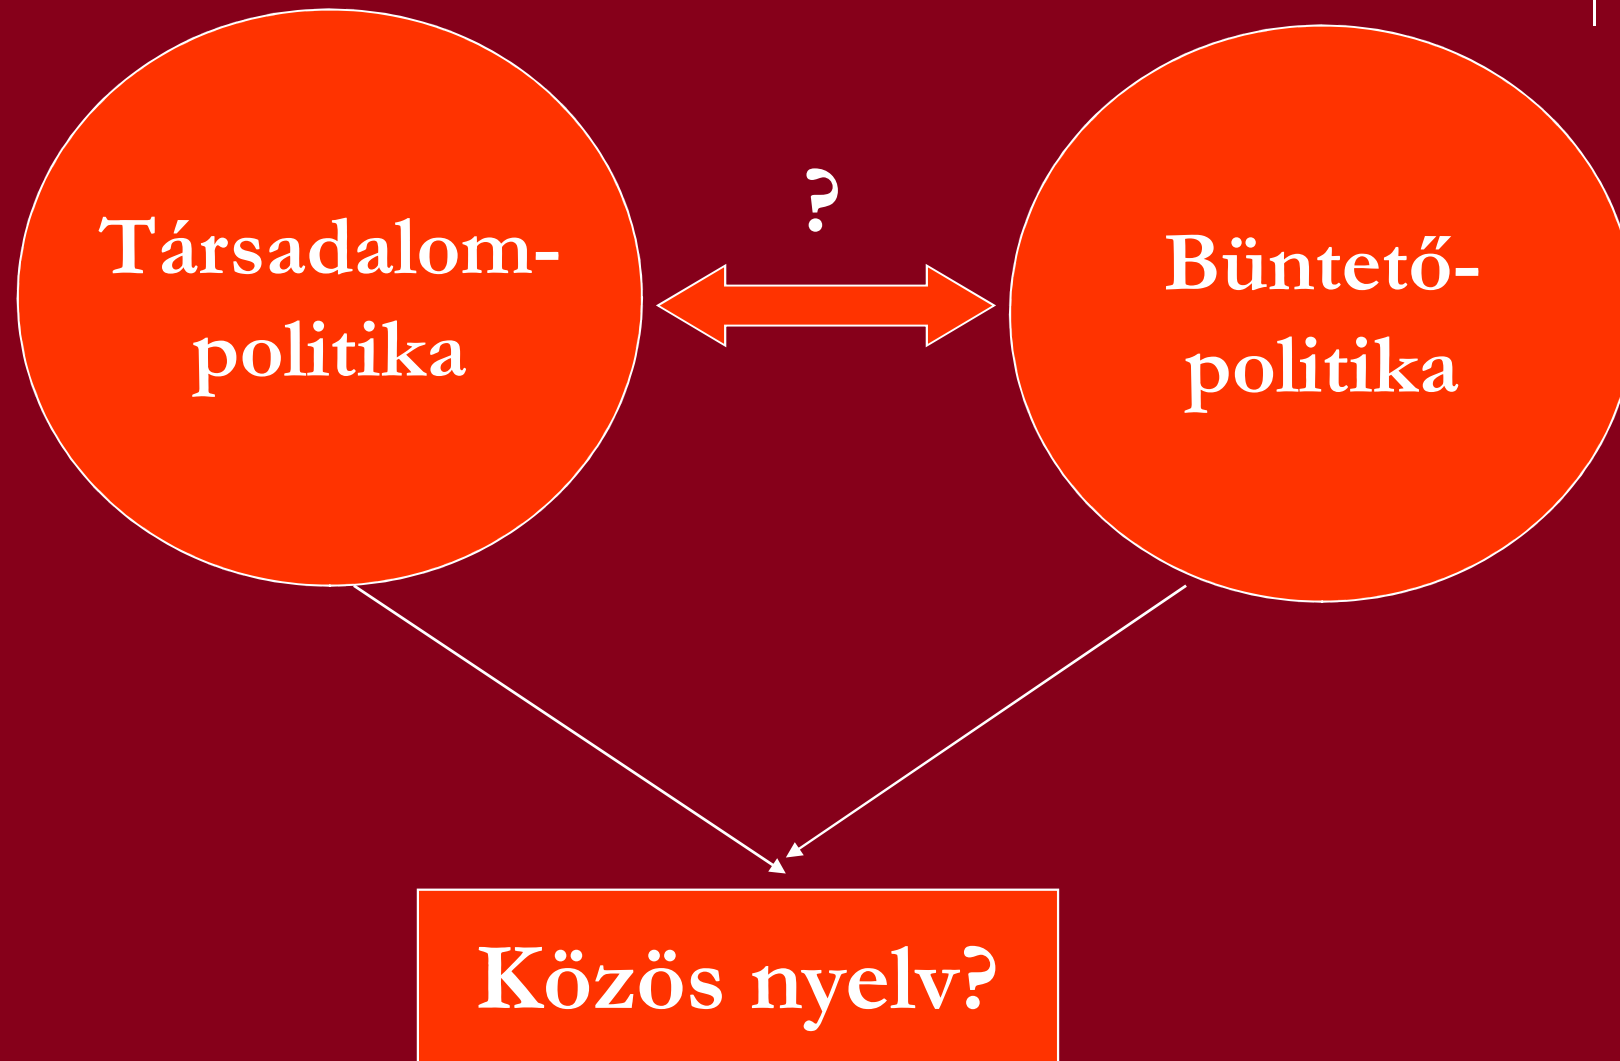 Társadalom-
politika
?
Büntető-
politika
Közös nyelv?